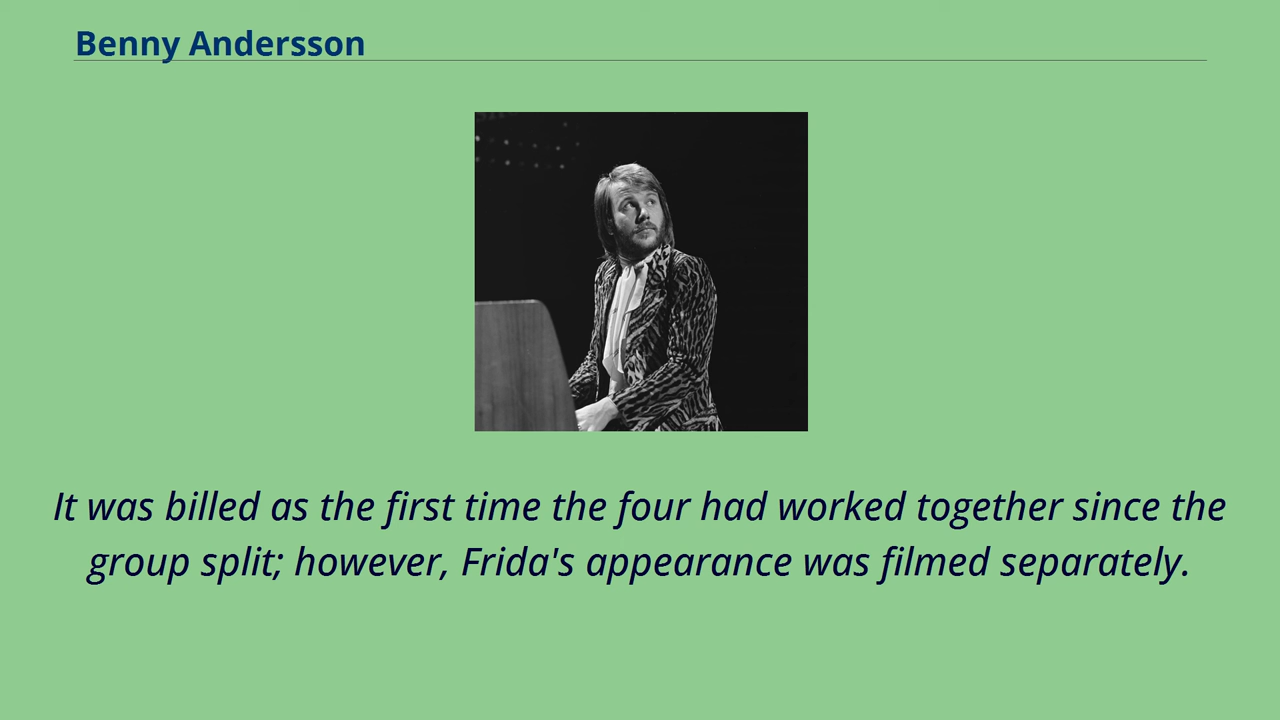 Benny Andersson
It was billed as the first time the four had worked together since the
group split; however, Frida's appearance was filmed separately.